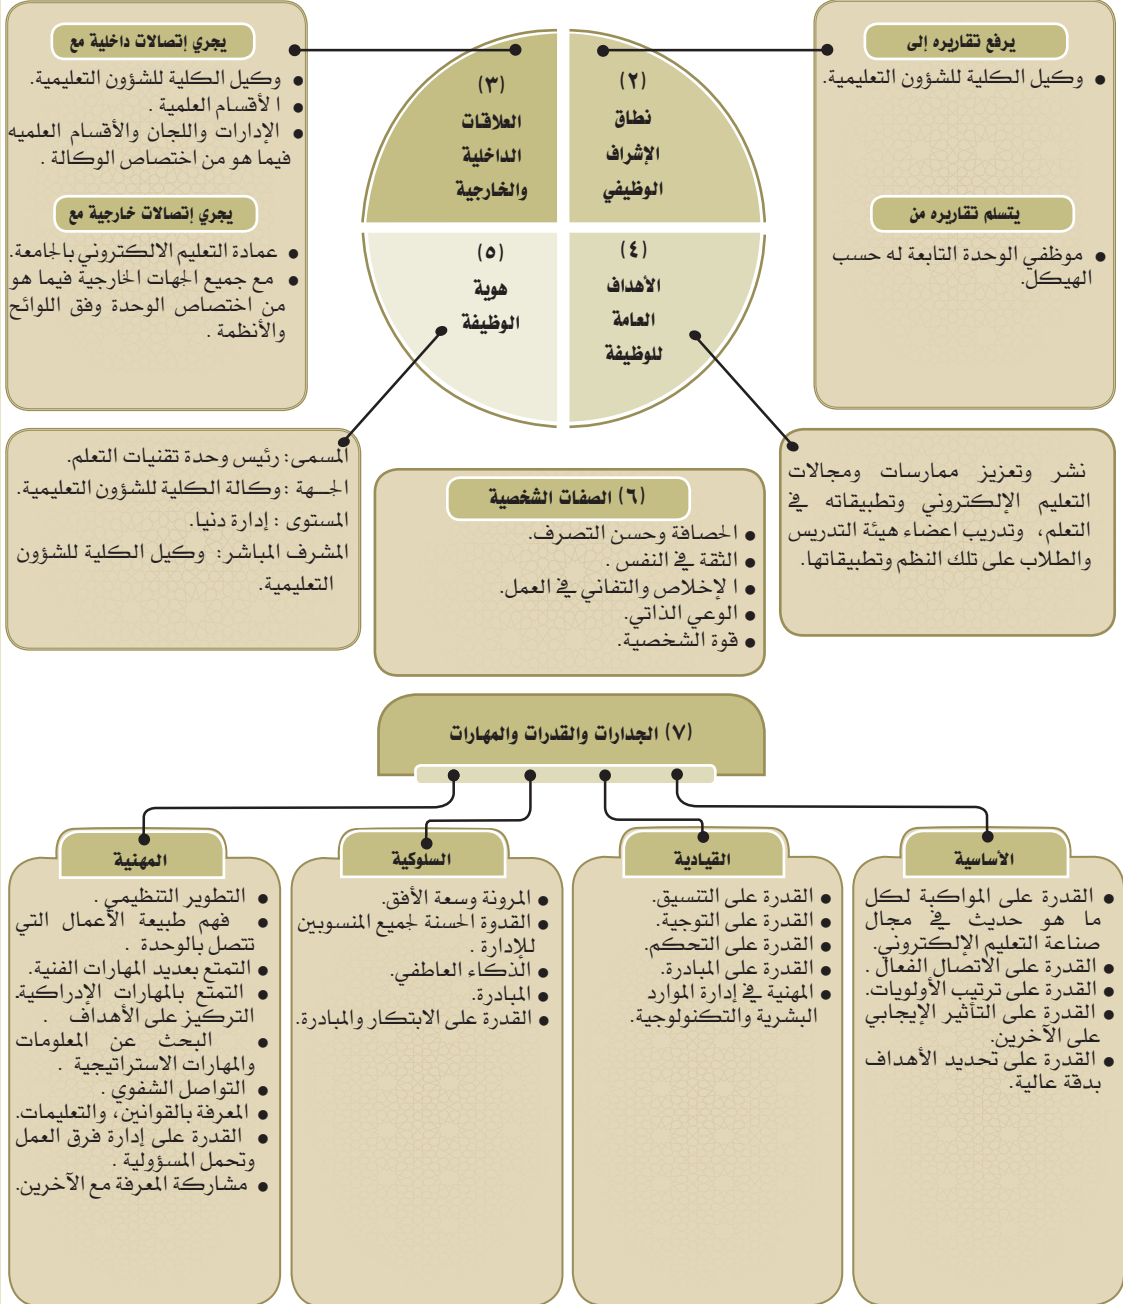 يرفع تقاريره إلى
● وكيل الكلية للشؤون التعليمية.
يتسلم تقاريره من
● موظفي الوحدة التابعة له حسب
الهيكل.
(٢)
نطاق
الإشراف
الوظيفي
(٣)
العلاقات
الداخلية
والخارجية
(٤)
الأهداف
العامة
للوظيفة
(٥)
هوية
الوظيفة
يجري إتصالات داخلية مع
● وكيل الكلية للشؤون التعليمية.
● ا لأقسام العلمية .
● الإدارات واللجان والأقسام العلميه
فيما هو من اختصاص الوكالة .
يجري إتصالات خارجية مع
● عمادة التعليم الالكتروني بالجامعة.
● مع جميع الجهات الخارجية فيما هو
من اختصاص الوحدة وفق اللوائح
والأنظمة .
نشر وتعزيز ممارسات ومجالات
التعليم الإلكتروني وتطبيقاته في
التعلم، وتدريب اعضاء هيئة التدريس
والطلاب على تلك النظم وتطبيقاتها.
المسمى: رئيس وحدة تقنيات التعلم.
الجـــهة :وكالة الكلية للشؤون التعليمية.
المستوى : إدارة دنيا.
المشرف المباشر: وكيل الكلية للشؤون
التعليمية.
(٦) الصفات الشخصية
● الحصافة وحسن التصرف.
● الثقة في النفس .
● ا لإخلاص والتفاني في العمل.
● الوعي الذاتي.
● قوة الشخصية.
(٧) الجدارات والقدرات والمهارات
الأساسية
● القدرة على المواكبة لكل
ما هو حديث في مجال
صناعة التعليم الإلكتروني.
● القدرة على الاتصال الفعال .
● القدرة على ترتيب الأولويات.
● القدرة على التأثير الإيجابي
على الآخرين.
● القدرة على تحديد الأهداف
بدقة عالية.
القيادية
● القدرة على التنسيق.
● القدرة على التوجية.
● القدرة على التحكم.
● القدرة على المبادرة.
● المهنية في إدارة الموارد
البشرية والتكنولوجية.
السلوكية
● المرونة وسعة الأفق.
● القدوة الحسنة لجميع المنسوبين
للإدارة .
● الذكاء العاطفي.
● المبادرة.
● القدرة على الابتكار والمبادرة.
المهنية
● التطوير التنظيمي .
● فهم طبيعة الأعمال التي
تتصل بالوحدة .
● التمتع بعديد المهارات الفنية.
● التمتع بالمهارات الإدراكية.
التركيز على الأهداف .
● البحث عن المعلومات
والمهارات الاستراتيجية .
● التواصل الشفوي .
● المعرفة بالقوانين، والتعليمات.
● القدرة على إدارة فرق العمل
وتحمل المسؤولية .
● مشاركة المعرفة مع الآخرين.